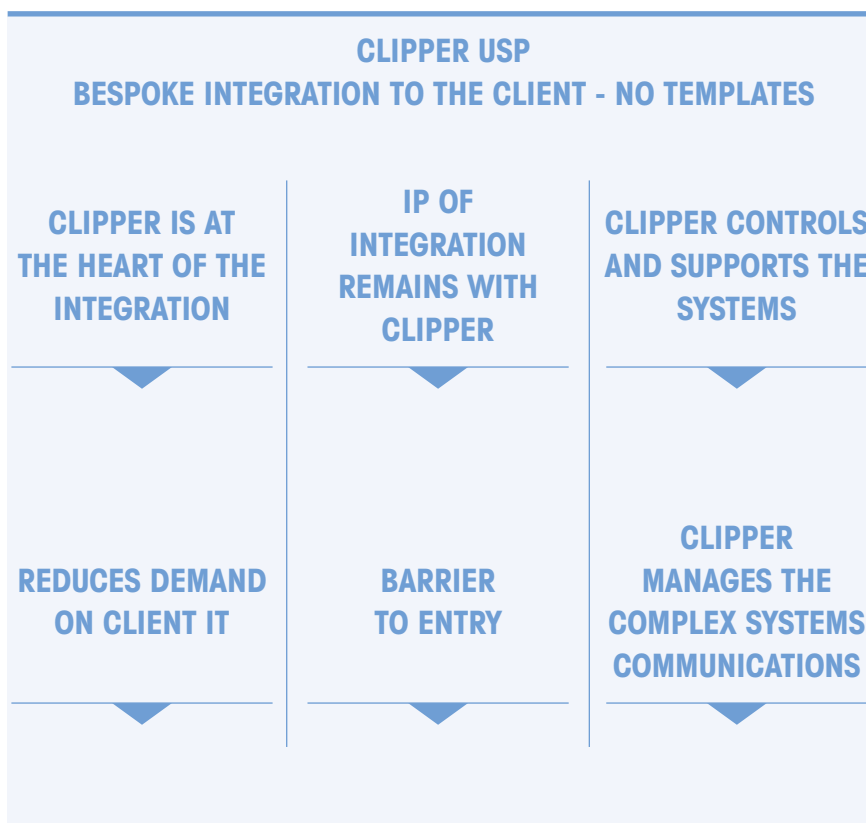 CLIPPER USP
BESPOKE INTEGRATION TO THE CLIENT - NO TEMPLATES
CLIPPER IS AT
THE HEART OF THE
INTEGRATION
IP OF
INTEGRATION
REMAINS WITH
CLIPPER
CLIPPER CONTROLS
AND SUPPORTS THE
SYSTEMS
REDUCES DEMAND
ON CLIENT IT
BARRIER
TO ENTRY
CLIPPER
MANAGES THE
COMPLEX SYSTEMS
COMMUNICATIONS